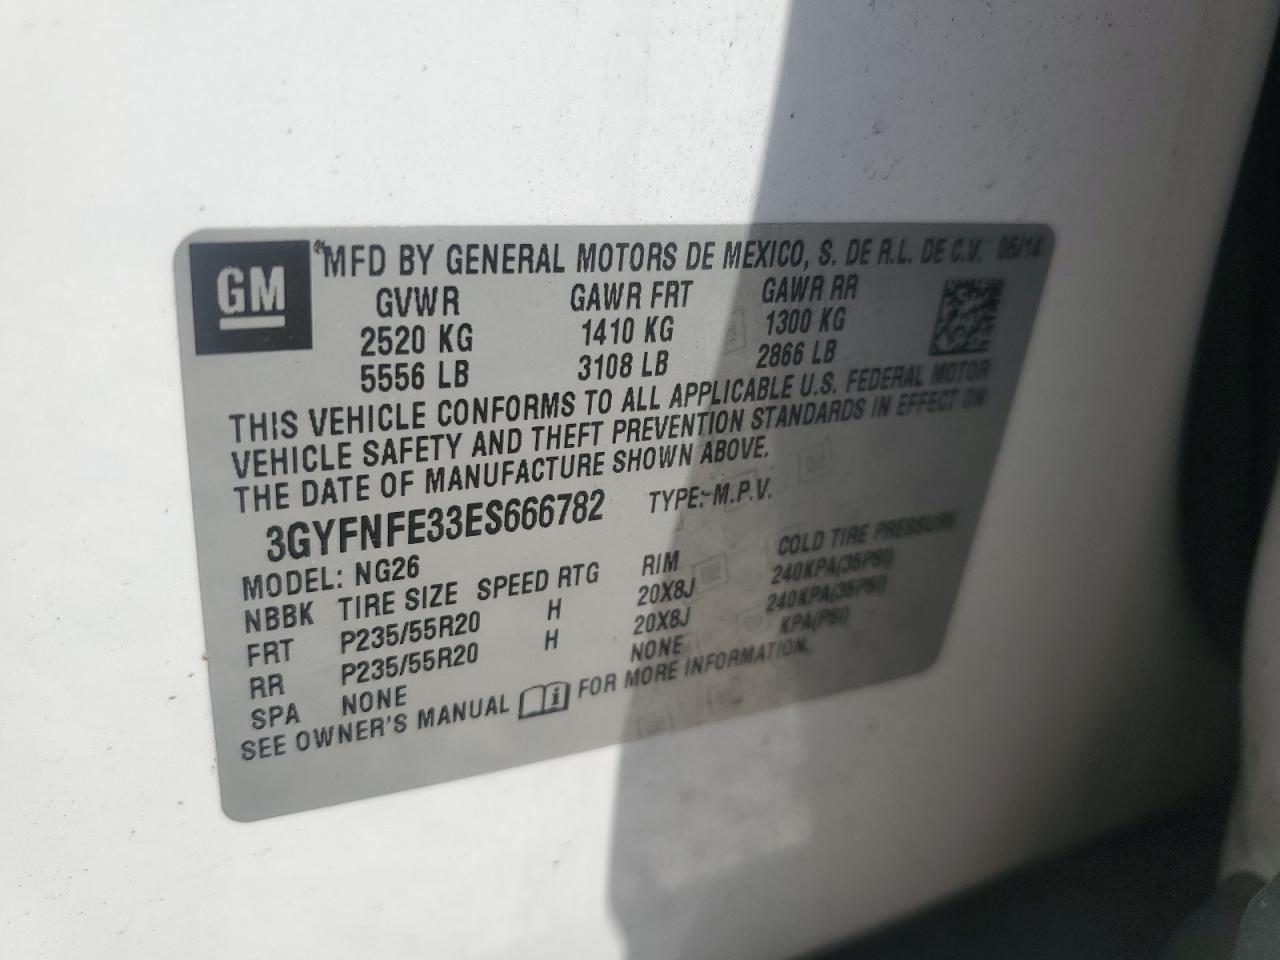 GM
MFD BY GENERAL MOTORS DE MEXICO, S. DE R.L. DE C.V. 05/14
GVWR GAWR FRT GAWR RR
2520 KG 1410 KG 1300 KG
5556 LB 3108 LB 2866 LB
THIS VEHICLE CONFORMS TO ALL APPLICABLE U.S. FEDERAL MOTOR
VEHICLE SAFETY AND THEFT PREVENTION STANDARDS IN EFFECT ON
THE DATE OF MANUFACTURE SHOWN ABOVE.
3GYFNFE33ES666782 TYPE:-M.P.V.
MODEL: NG26
NBBK TIRE SIZE SPEED RTG RIM COLD TIRE PRESSURE
FRT P235/55R20 H 20X8J 240KPA(35PSI)
RR P235/55R20 H 20X8J 240KPA(35PSI)
SPA NONE NONE KPA(PSI)
SEE OWNER'S MANUAL i FOR MORE INFORMATION.